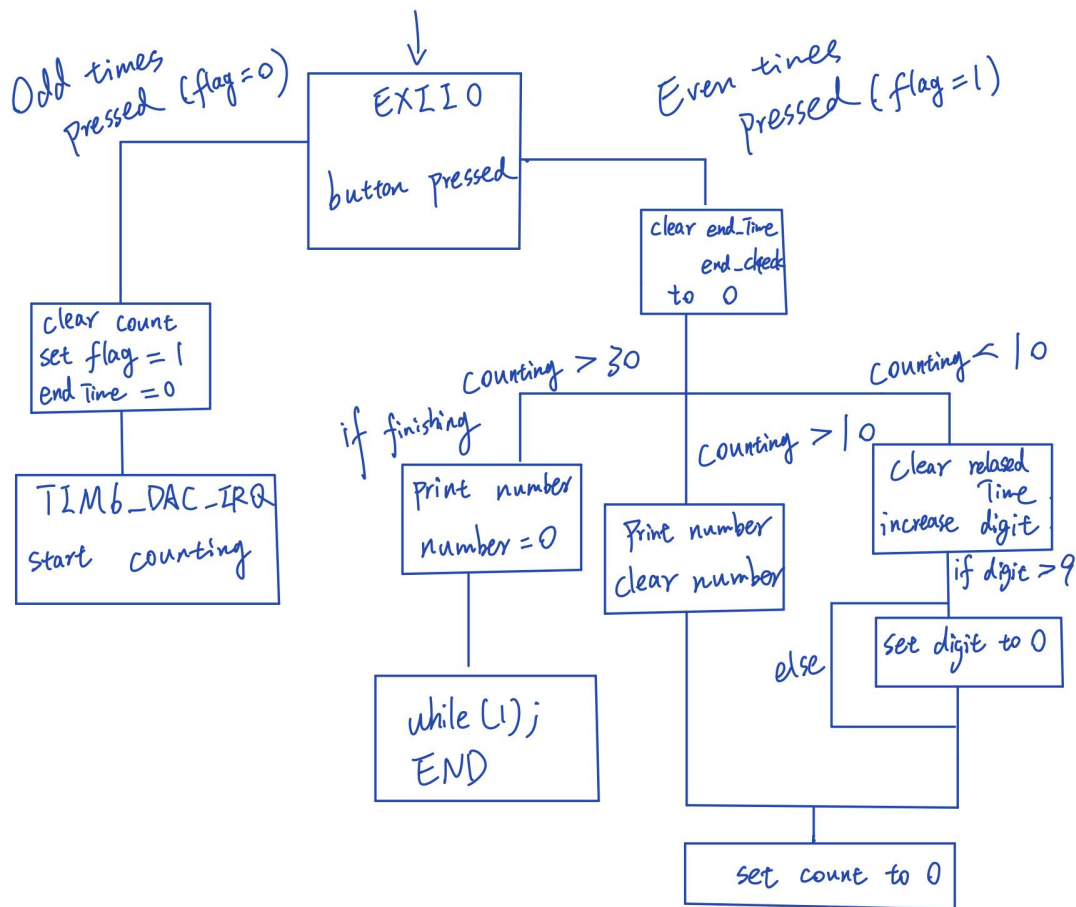 Odd times
pressed (flag=0)
EXII0
button pressed
Even times
pressed (flag=1)
clear end_Time
end_check
to 0
clear count
set flag = 1
end Time = 0
TIM6_DAC_IRQ
start counting
counting > 30
counting < 10
if finishing
counting > 10
print number
number = 0
Print number
clear number
Clear relased
Time
increase digit
if digit > 9
set digit to 0
else
while (1);
END
set count to 0